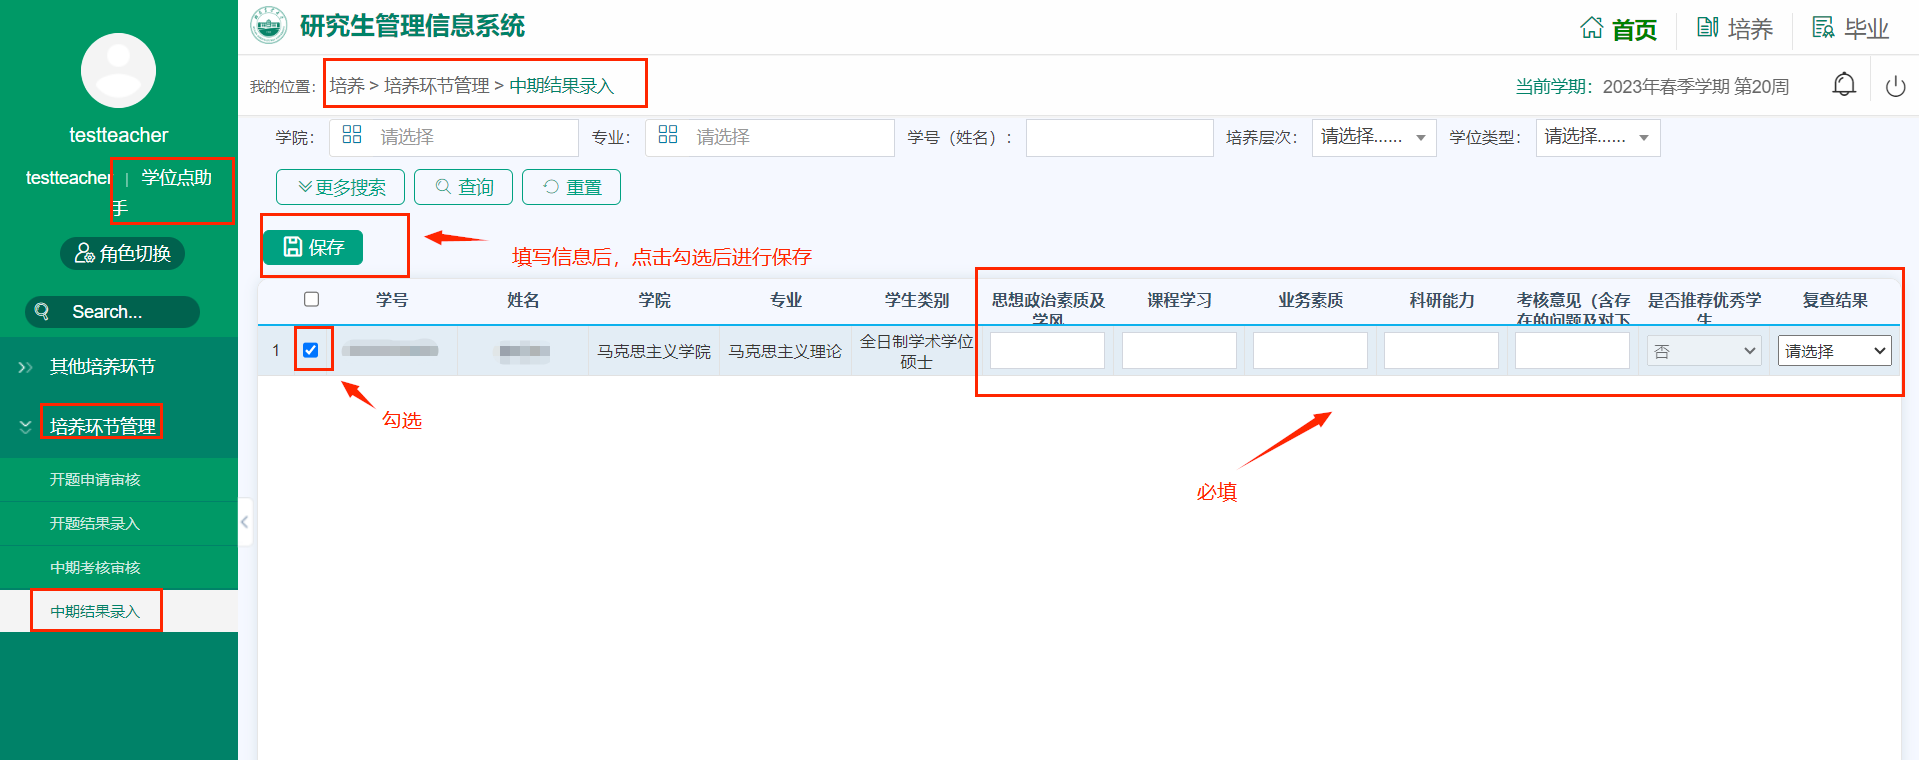 研究生管理信息系统
首页
培养
毕业
testteacher
testteacher | 学位点助
手
角色切换
Search...
其他培养环节
培养环节管理
开题申请审核
开题结果录入
中期考核审核
中期结果录入
我的位置: 培养 > 培养环节管理 > 中期结果录入
当前学期: 2023年春季学期 第20周
学院: 请选择 专业: 请选择 学号（姓名）: 培养层次: 请选择...... 学位类型: 请选择......
更多搜索 查询 重置
保存
填写信息后，点击勾选后进行保存
学号 姓名 学院 专业 学生类别 思想政治素质及学风 课程学习 业务素质 科研能力 考核意见（含存在的问题及对下 是否推荐优秀学生 复查结果
1 马克思主义学院 马克思主义理论 全日制学术学位硕士 否 请选择
勾选
必填